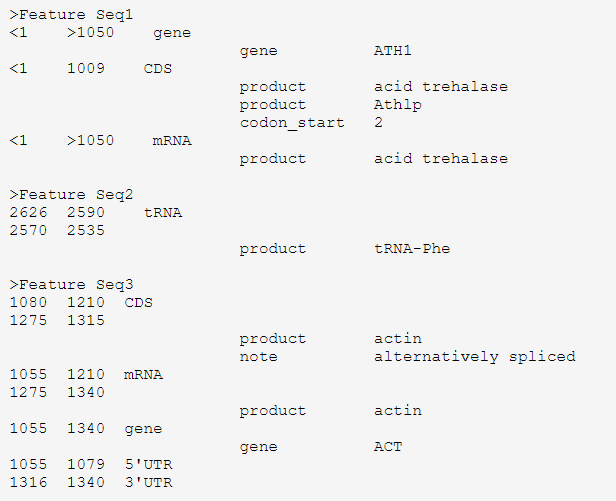 >Feature Seq1
<1 >1050 gene
gene ATH1
<1 1009 CDS
product acid trehalase
product Athlp
codon_start 2
<1 >1050 mRNA
product acid trehalase
>Feature Seq2
2626 2590 tRNA
2570 2535
product tRNA-Phe
>Feature Seq3
1080 1210 CDS
1275 1315
product actin
note alternatively spliced
1055 1210 mRNA
1275 1340
product actin
1055 1340 gene
gene ACT
1055 1079 5'UTR
1316 1340 3'UTR